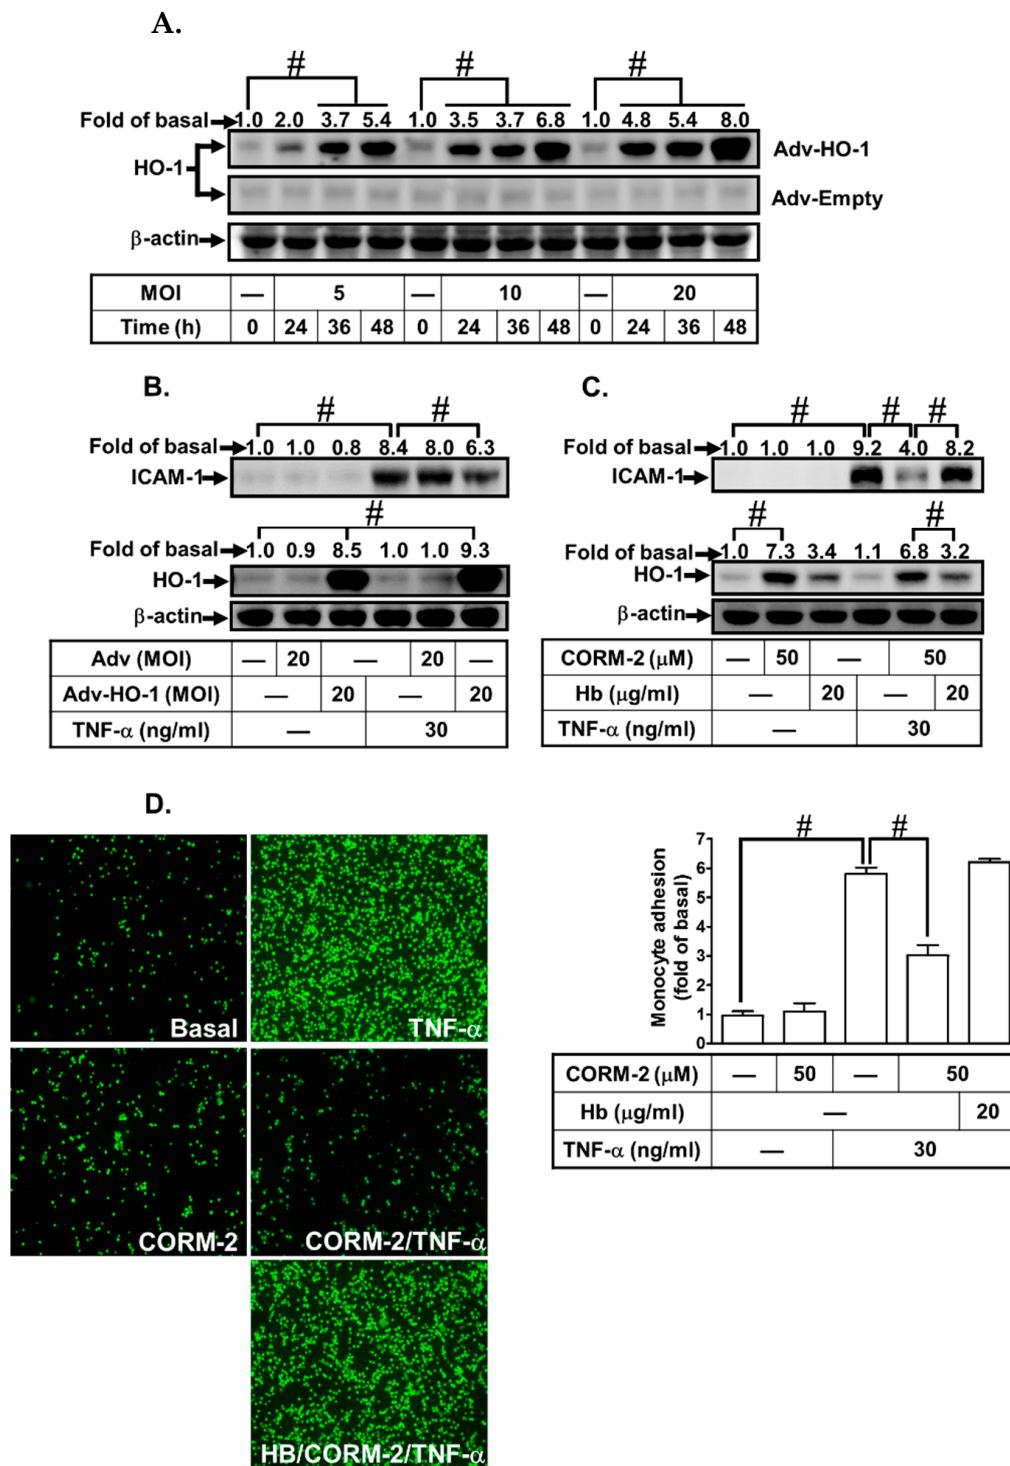 A.
# # #
Fold of basal 1.0 2.0 3.7 5.4 1.0 3.5 3.7 6.8 1.0 4.8 5.4 8.0
HO-1
Adv-HO-1
Adv-Empty
β-actin
MOI — 5 — 10 — 20
Time (h) 0 24 36 48 0 24 36 48 0 24 36 48
B.
# #
Fold of basal 1.0 1.0 0.8 8.4 8.0 6.3
ICAM-1
#
Fold of basal 1.0 0.9 8.5 1.0 1.0 9.3
HO-1
β-actin
Adv (MOI) — 20 — — 20 —
Adv-HO-1 (MOI) — 20 — 20
TNF-α (ng/ml) — 30
C.
# # #
Fold of basal 1.0 1.0 1.0 9.2 4.0 8.2
ICAM-1
# #
Fold of basal 1.0 7.3 3.4 1.1 6.8 3.2
HO-1
β-actin
CORM-2 (μM) — 50 — 50
Hb (μg/ml) — 20 — 20
TNF-α (ng/ml) — 30
D.
Basal
TNF-α
CORM-2
CORM-2/TNF-α
HB/CORM-2/TNF-α
# #
Monocyte adhesion
(fold of basal)
7
6
5
4
3
2
1
0
CORM-2 (μM) — 50 — 50
Hb (μg/ml) — 20
TNF-α (ng/ml) — 30